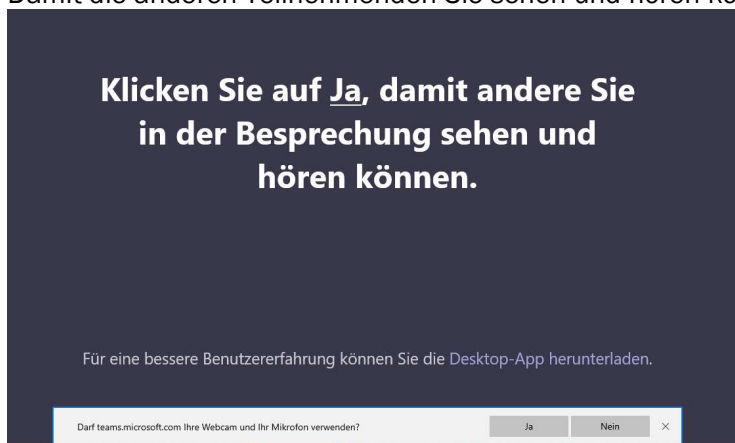 Klicken Sie auf Ja, damit andere Sie
in der Besprechung sehen und
hören können.
Für eine bessere Benutzererfahrung können Sie die Desktop-App herunterladen.
Darf teams.microsoft.com Ihre Webcam und Ihr Mikrofon verwenden? Ja Nein